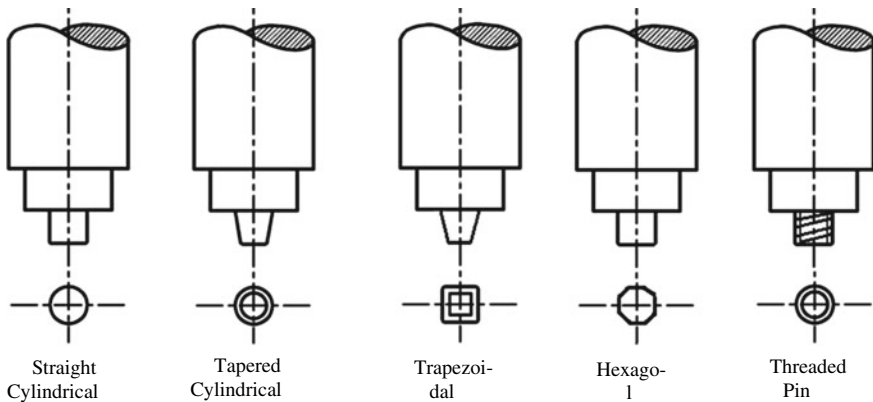 Straight
Cylindrical
Tapered
Cylindrical
Trapezoi-
dal
Hexago-
l
Threaded
Pin